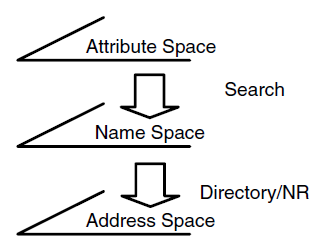 Attribute Space
Search
Name Space
Directory/NR
Address Space